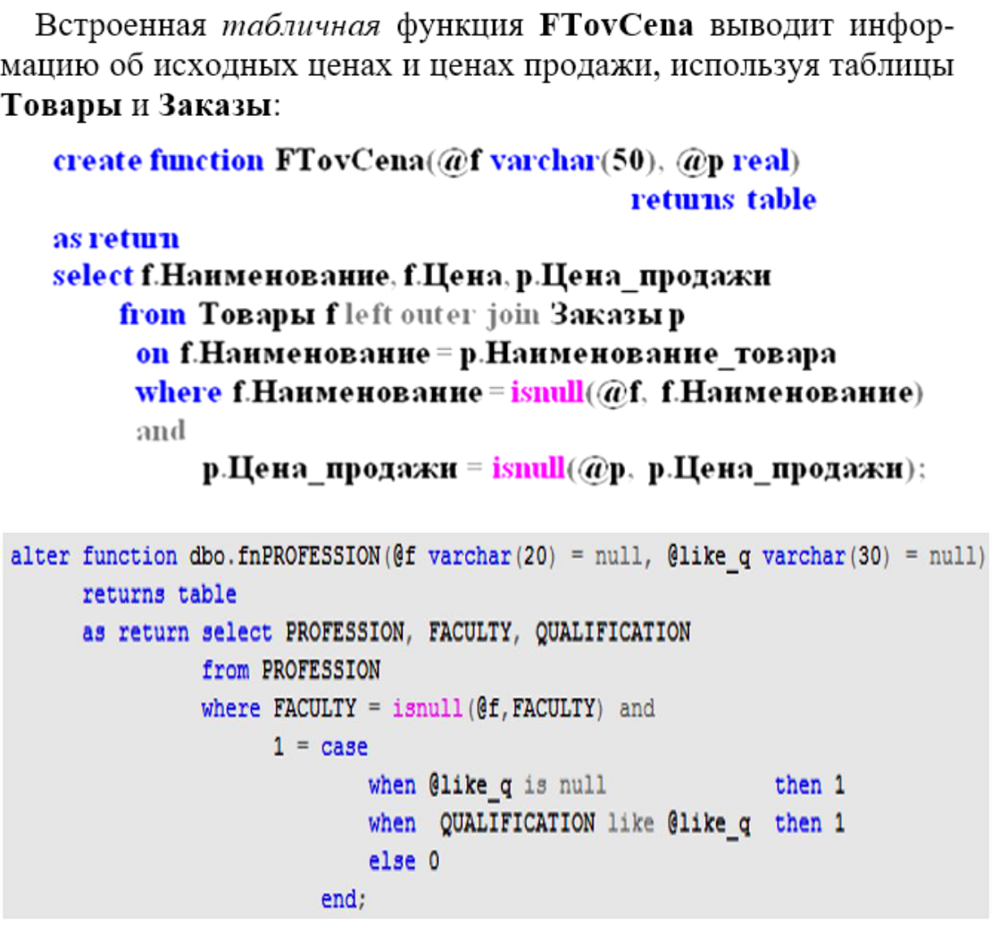 Встроенная табличная функция FTovCena выводит инфор-
мацию об исходных ценах и ценах продажи, используя таблицы
Товары и Заказы:
create function FTovCena(@f varchar(50), @p real)
returns table
as return
select f.Наименование, f.Цена, p.Цена_продажи
from Товары f left outer join Заказы p
on f.Наименование = p.Наименование_товара
where f.Наименование = isnull(@f, f.Наименование)
and
p.Цена_продажи = isnull(@p, p.Цена_продажи);
alter function dbo.fnPROFESSION(@f varchar(20) = null, @like_q varchar(30) = null)
returns table
as return select PROFESSION, FACULTY, QUALIFICATION
from PROFESSION
where FACULTY = isnull(@f,FACULTY) and
1 = case
when @like_q is null then 1
when QUALIFICATION like @like_q then 1
else 0
end;